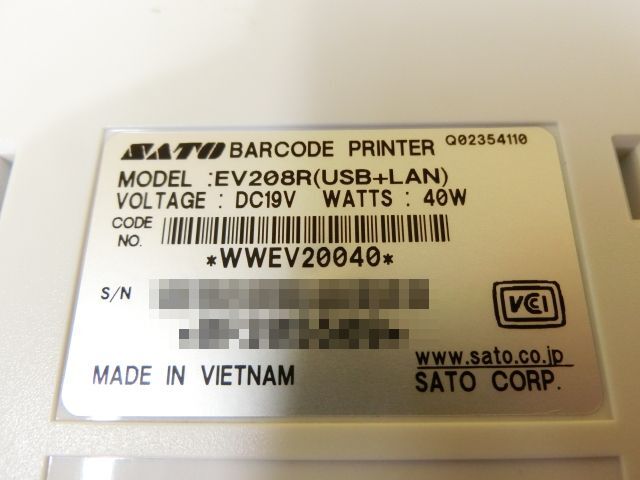 SATO BARCODE PRINTER Q02354110
MODEL :EV208R(USB+LAN)
VOLTAGE : DC19V WATTS : 40W
CODE NO.
*WWEV20040*
S/N
VCCI
www.sato.co.jp
MADE IN VIETNAM SATO CORP.